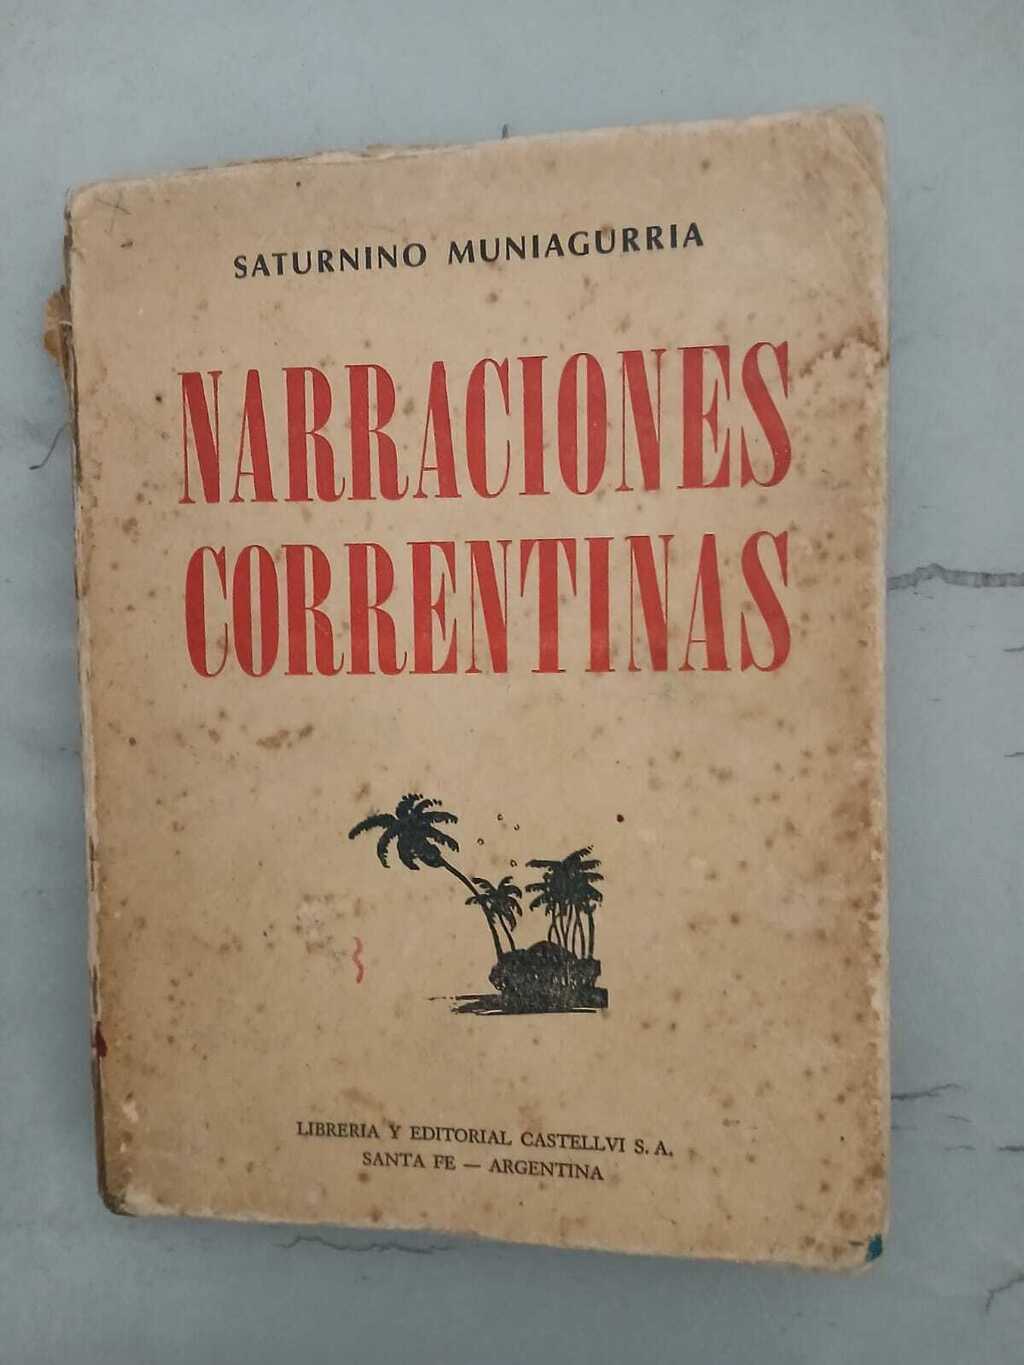 SATURNINO MUNIAGURRIA
NARRACIONES
CORRENTINAS
LIBRERIA Y EDITORIAL CASTELLVI S. A.
SANTA FE — ARGENTINA